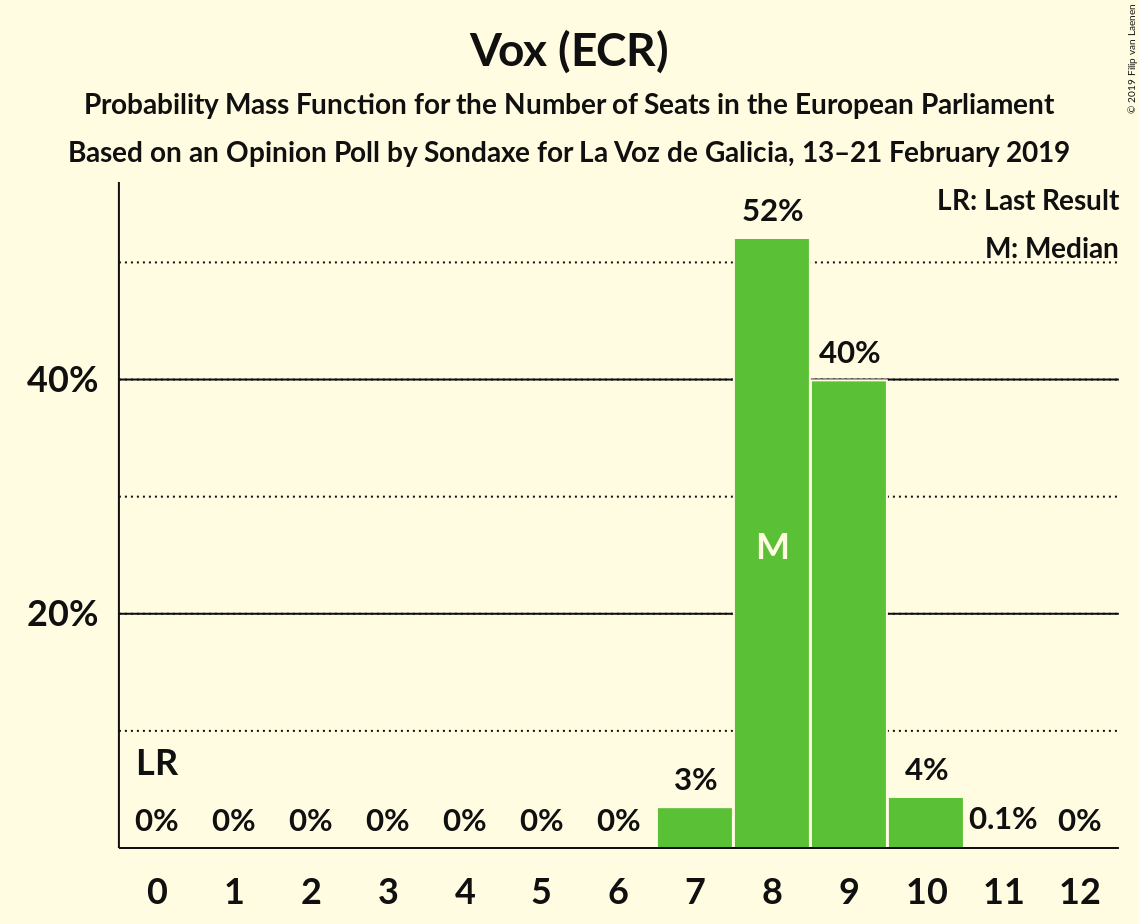 Vox (ECR)
Probability Mass Function for the Number of Seats in the European Parliament
Based on an Opinion Poll by Sondaxe for La Voz de Galicia, 13–21 February 2019
© 2019 Filip van Laenen
LR: Last Result
M: Median
52%
40%
40%
M
20%
LR
3%
4%
0% 0% 0% 0% 0% 0% 0% 0.1% 0%
0 1 2 3 4 5 6 7 8 9 10 11 12